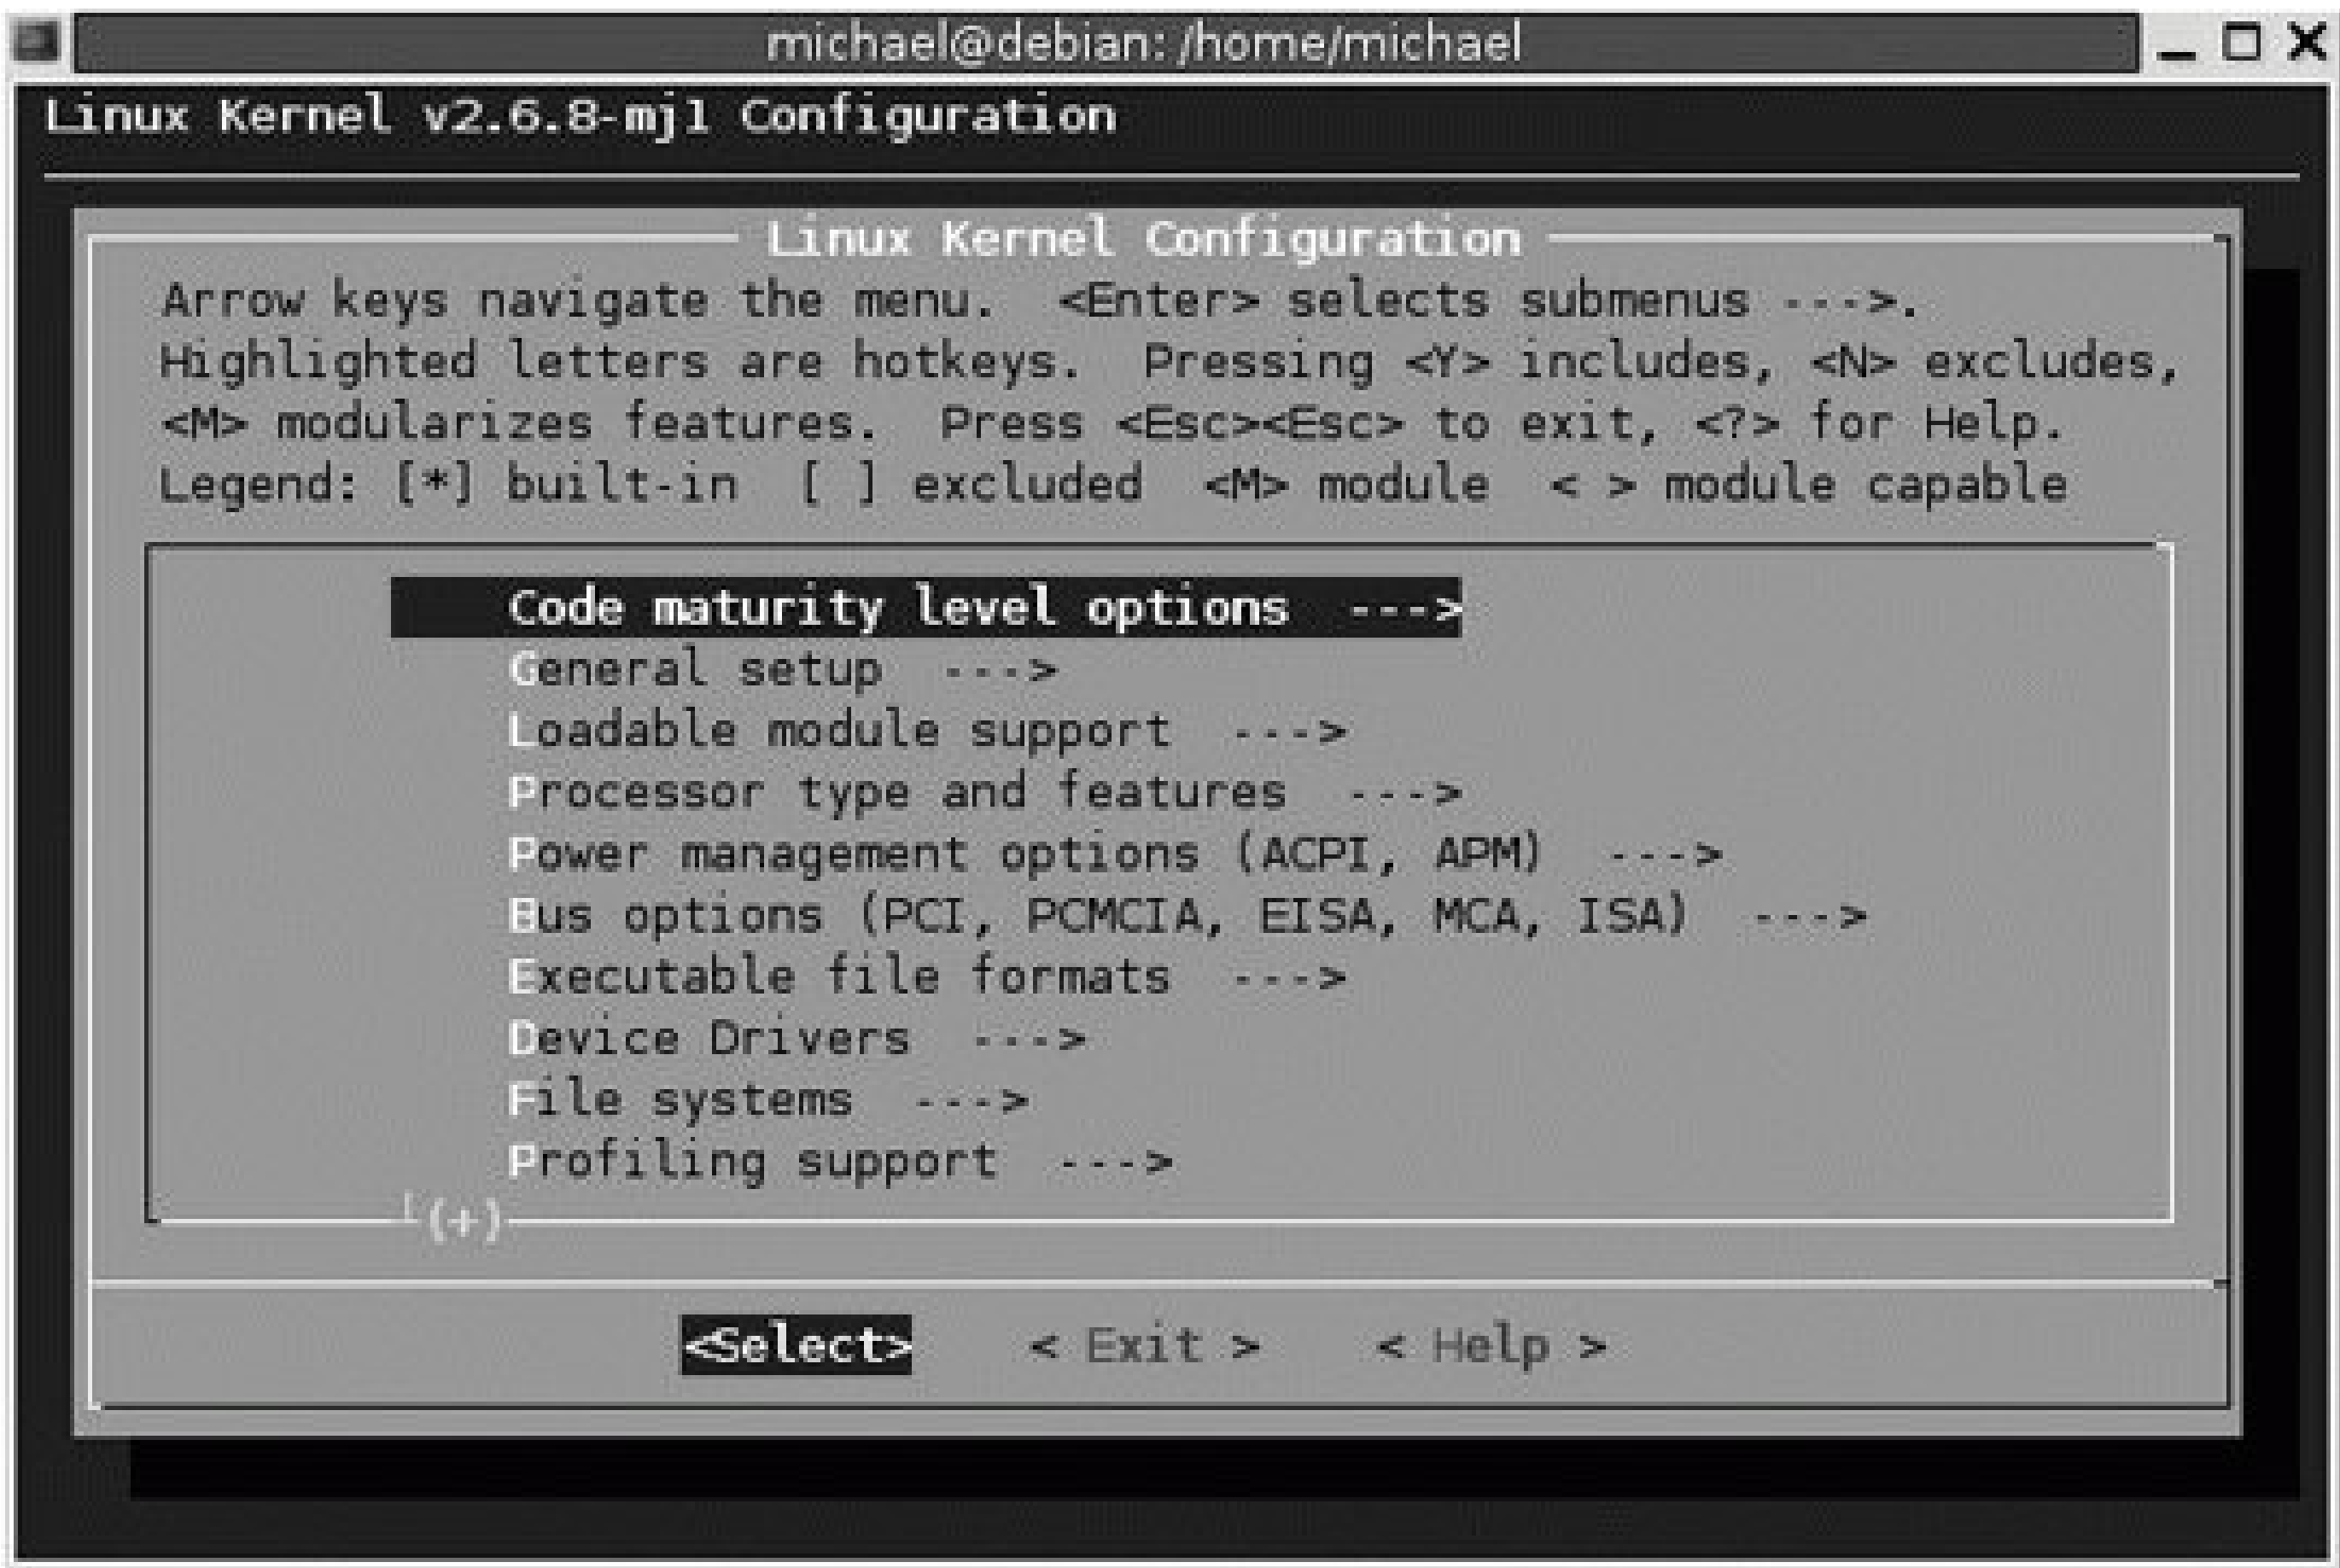 michael@debian: /home/michael
Linux Kernel v2.6.8-mj1 Configuration
Linux Kernel Configuration
Arrow keys navigate the menu.  <Enter> selects submenus --->.
Highlighted letters are hotkeys.  Pressing <Y> includes, <N> excludes,
<M> modularizes features.  Press <Esc><Esc> to exit, <?> for Help.
Legend: [*] built-in  [ ] excluded  <M> module  < > module capable
Code maturity level options  --->
General setup  --->
Loadable module support  --->
Processor type and features  --->
Power management options (ACPI, APM)  --->
Bus options (PCI, PCMCIA, EISA, MCA, ISA)  --->
Executable file formats  --->
Device Drivers  --->
File systems  --->
Profiling support  --->
(+)
<Select>    < Exit >    < Help >